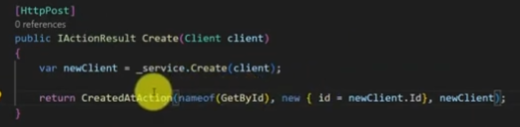 [HttpPost]
0 references
public IActionResult Create(Client client)
{
var newClient = _service.Create(client);
return CreatedAtAction(nameof(GetById), new { id = newClient.Id}, newClient);
}